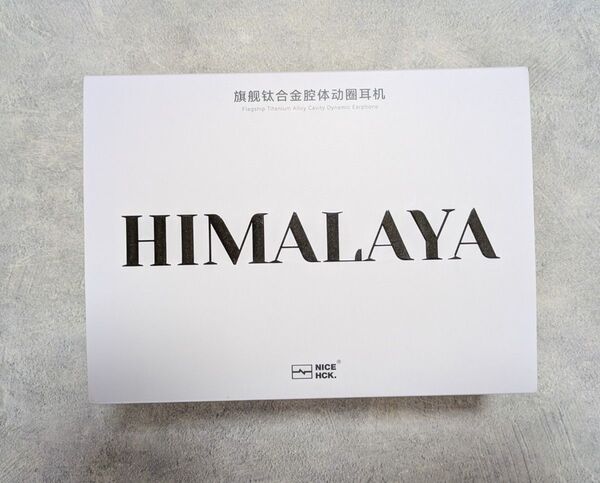 旗舰钛合金腔体动圈耳机
Flagship Titanium Alloy Cavity Dynamic Earphone
HIMALAYA
NICE®
HCK.